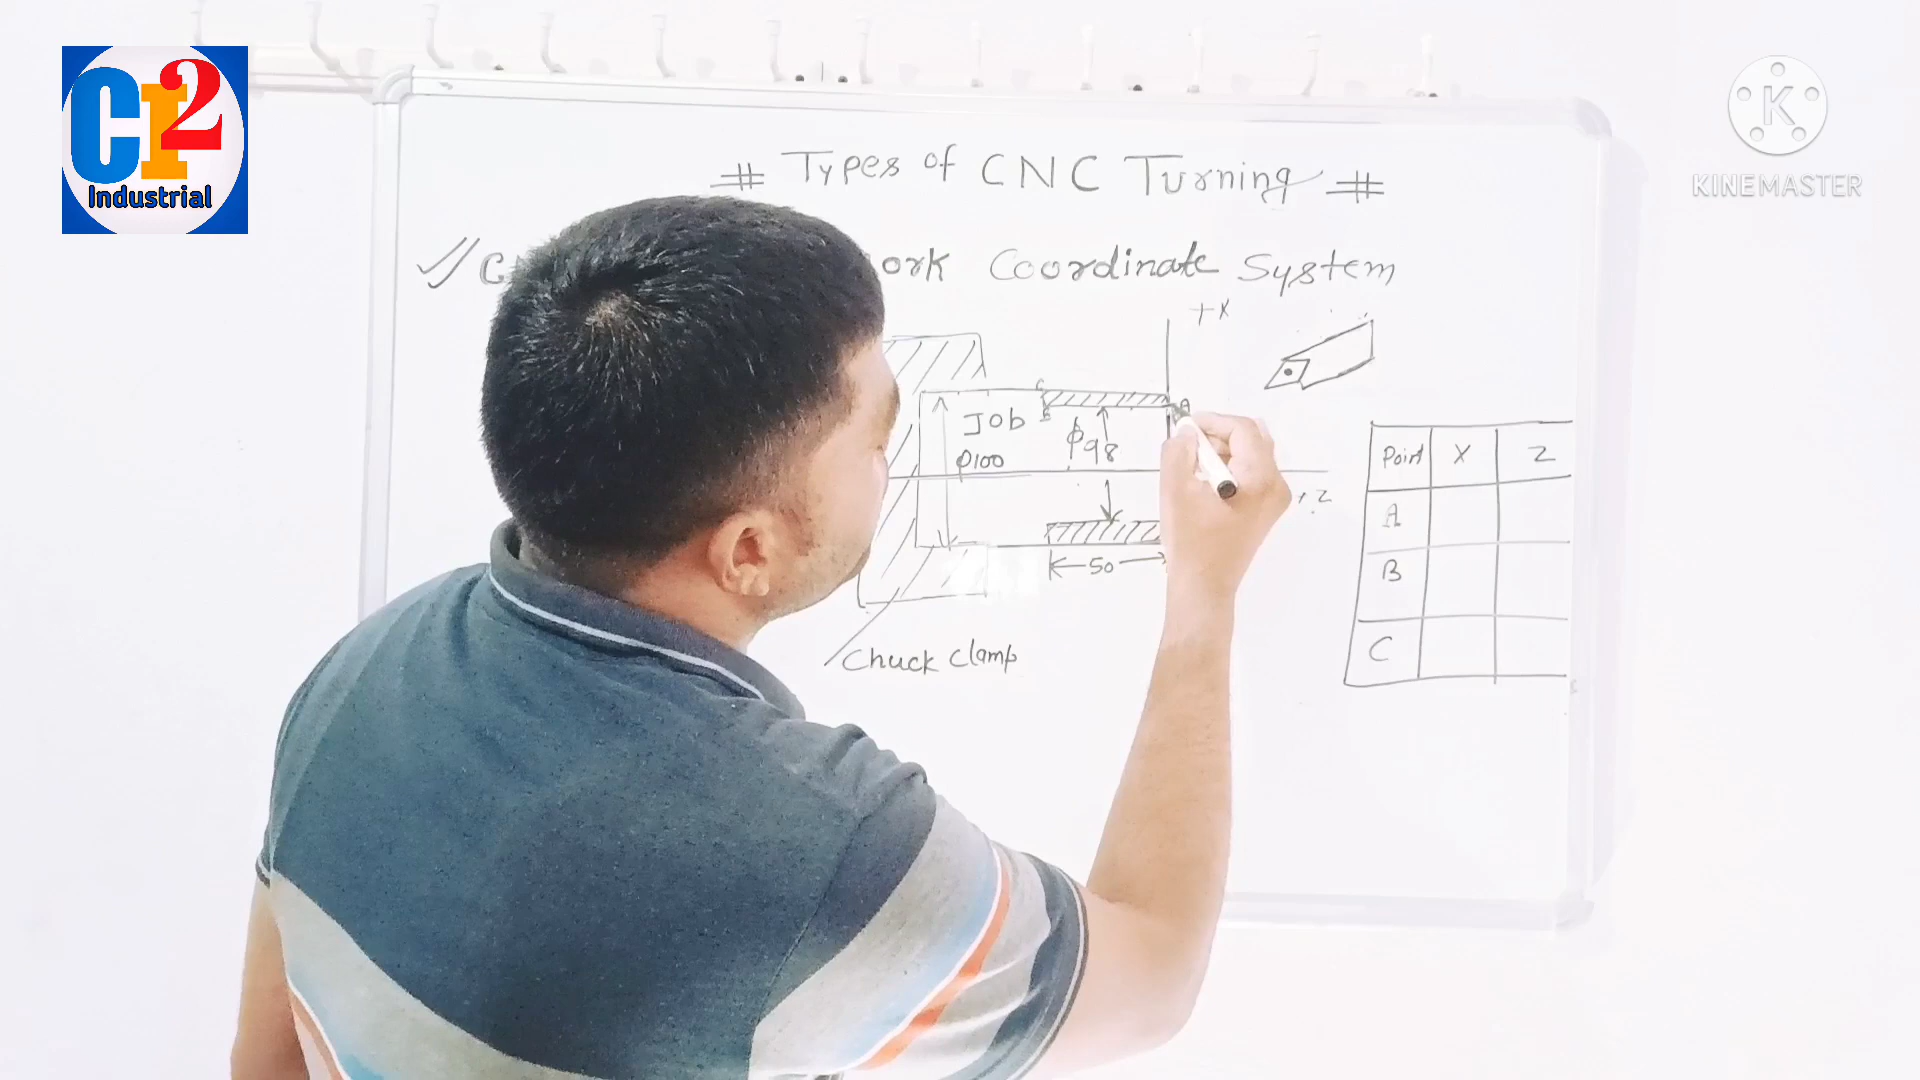 CI2
Industrial
KINEMASTER
# Types of CNC Turning #
ork Coordinate System
+X
C
A
Job
B
φ98
φ100
+Z
50
Chuck Clamp
Point X Z
A
B
C